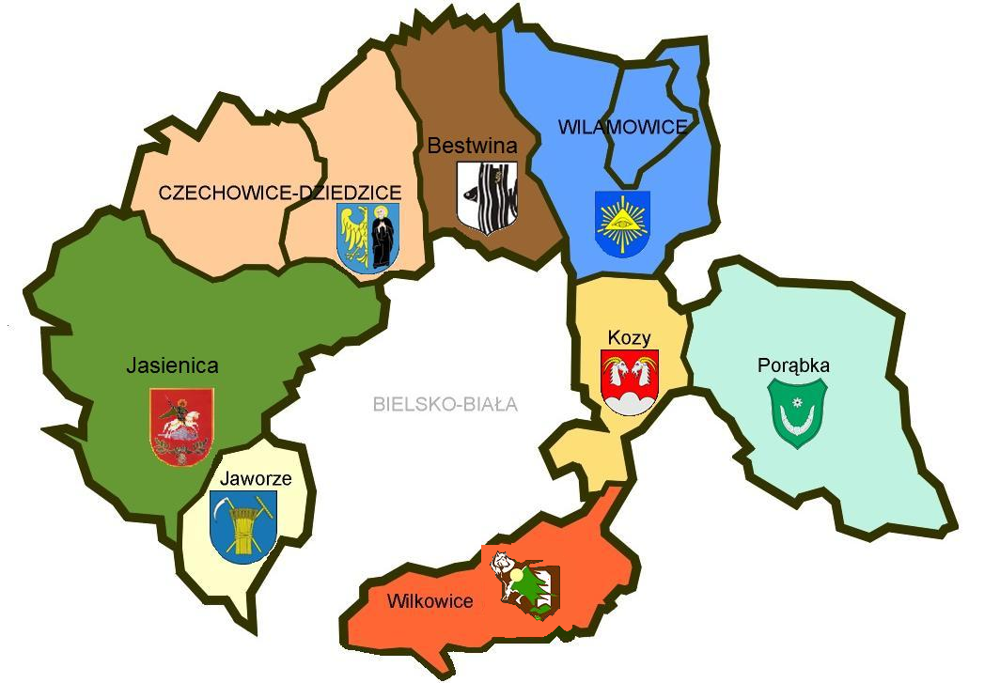 WILAMOWICE
Bestwina
CZECHOWICE-DZIEDZICE
Kozy
Jasienica
Porąbka
BIELSKO-BIAŁA
Jaworze
Wilkowice